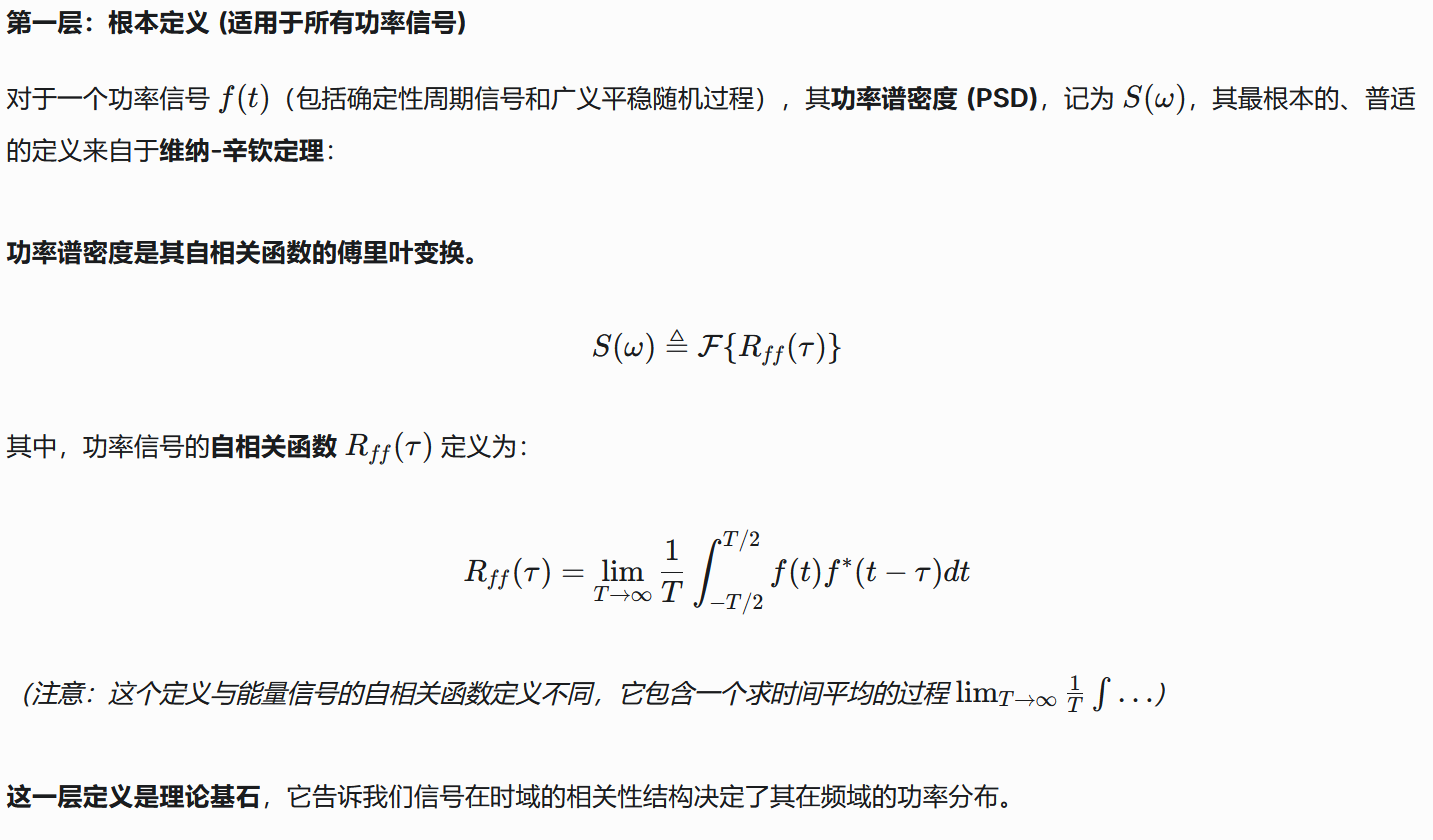 第一层：根本定义 (适用于所有功率信号)
对于一个功率信号 f(t)（包括确定性周期信号和广义平稳随机过程），其功率谱密度 (PSD)，记为 S(ω)，其最根本的、普适
的定义来自于维纳-辛钦定理：
功率谱密度是其自相关函数的傅里叶变换。
S(ω) ≜ ℱ{R_{ff}(τ)}
其中，功率信号的自相关函数 R_{ff}(τ) 定义为：
R_{ff}(τ) = lim_{T→∞} \frac{1}{T} ∫_{-T/2}^{T/2} f(t)f^*(t − τ)dt
（注意：这个定义与能量信号的自相关函数定义不同，它包含一个求时间平均的过程 lim_{T→∞} \frac{1}{T} ∫ …）
这一层定义是理论基石，它告诉我们信号在时域的相关性结构决定了其在频域的功率分布。